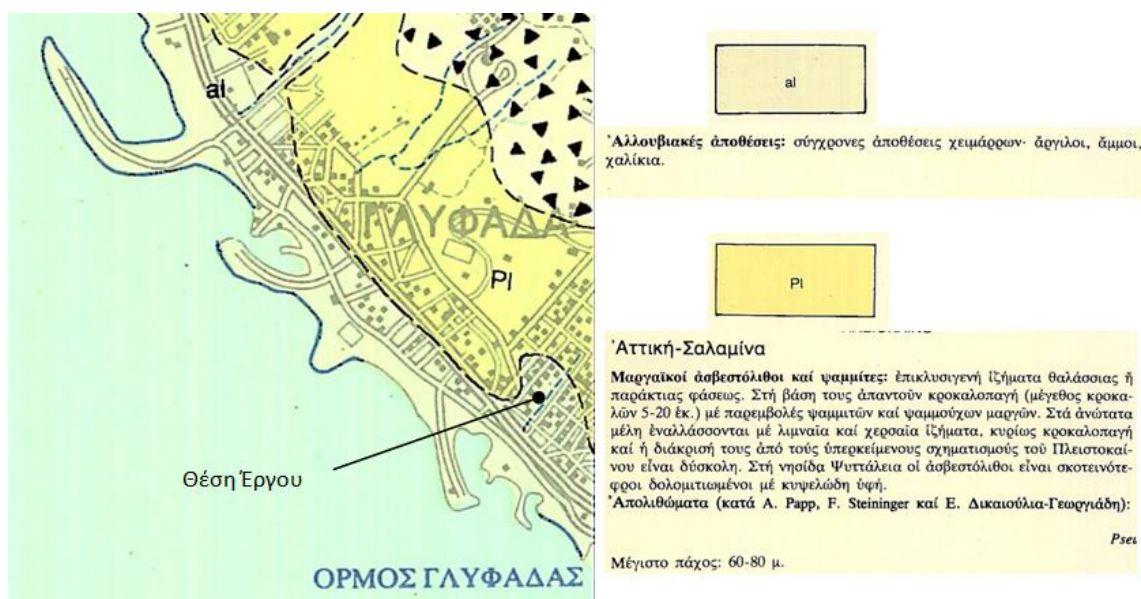 al
ΓΛΥΦΑΔΑ
Pl
Θέση Έργου
ΟΡΜΟΣ ΓΛΥΦΑΔΑΣ
al
Ἀλλουβιακές ἀποθέσεις: σύγχρονες ἀποθέσεις χειμάρρων· ἄργιλοι, ἄμμοι,
χαλίκια.
Pl
Ἀττική-Σαλαμίνα
Μαργαϊκοί ἀσβεστόλιθοι καί ψαμμίτες: ἐπικλυσιγενή ἰζήματα θαλάσσιας ἤ
παράκτιας φάσεως. Στή βάση τους ἀπαντοῦν κροκαλοπαγή (μέγεθος κροκα-
λῶν 5-20 ἑκ.) μέ παρεμβολές ψαμμιτῶν καί ψαμμούχων μαργῶν. Στά ἀνώτατα
μέλη ἐναλλάσσονται μέ λιμναῖα καί χερσαῖα ἰζήματα, κυρίως κροκαλοπαγή
καί ἡ διάκρισή τους ἀπό τούς ὑπερκείμενους σχηματισμούς τοῦ Πλειστοκαί-
νου εἶναι δύσκολη. Στή νησίδα Ψυττάλεια οἱ ἀσβεστόλιθοι εἶναι σκοτεινότε-
φροι δολομιτιωμένοι μέ κυψελώδη ὑφή.
Ἀπολιθώματα (κατά A. Papp, F. Steininger καί Ε. Δικαιούλια-Γεωργιάδη):
Psei
Μέγιστο πάχος: 60-80 μ.